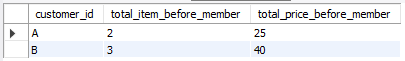 customer_id total_item_before_member total_price_before_member
A 2 25
B 3 40